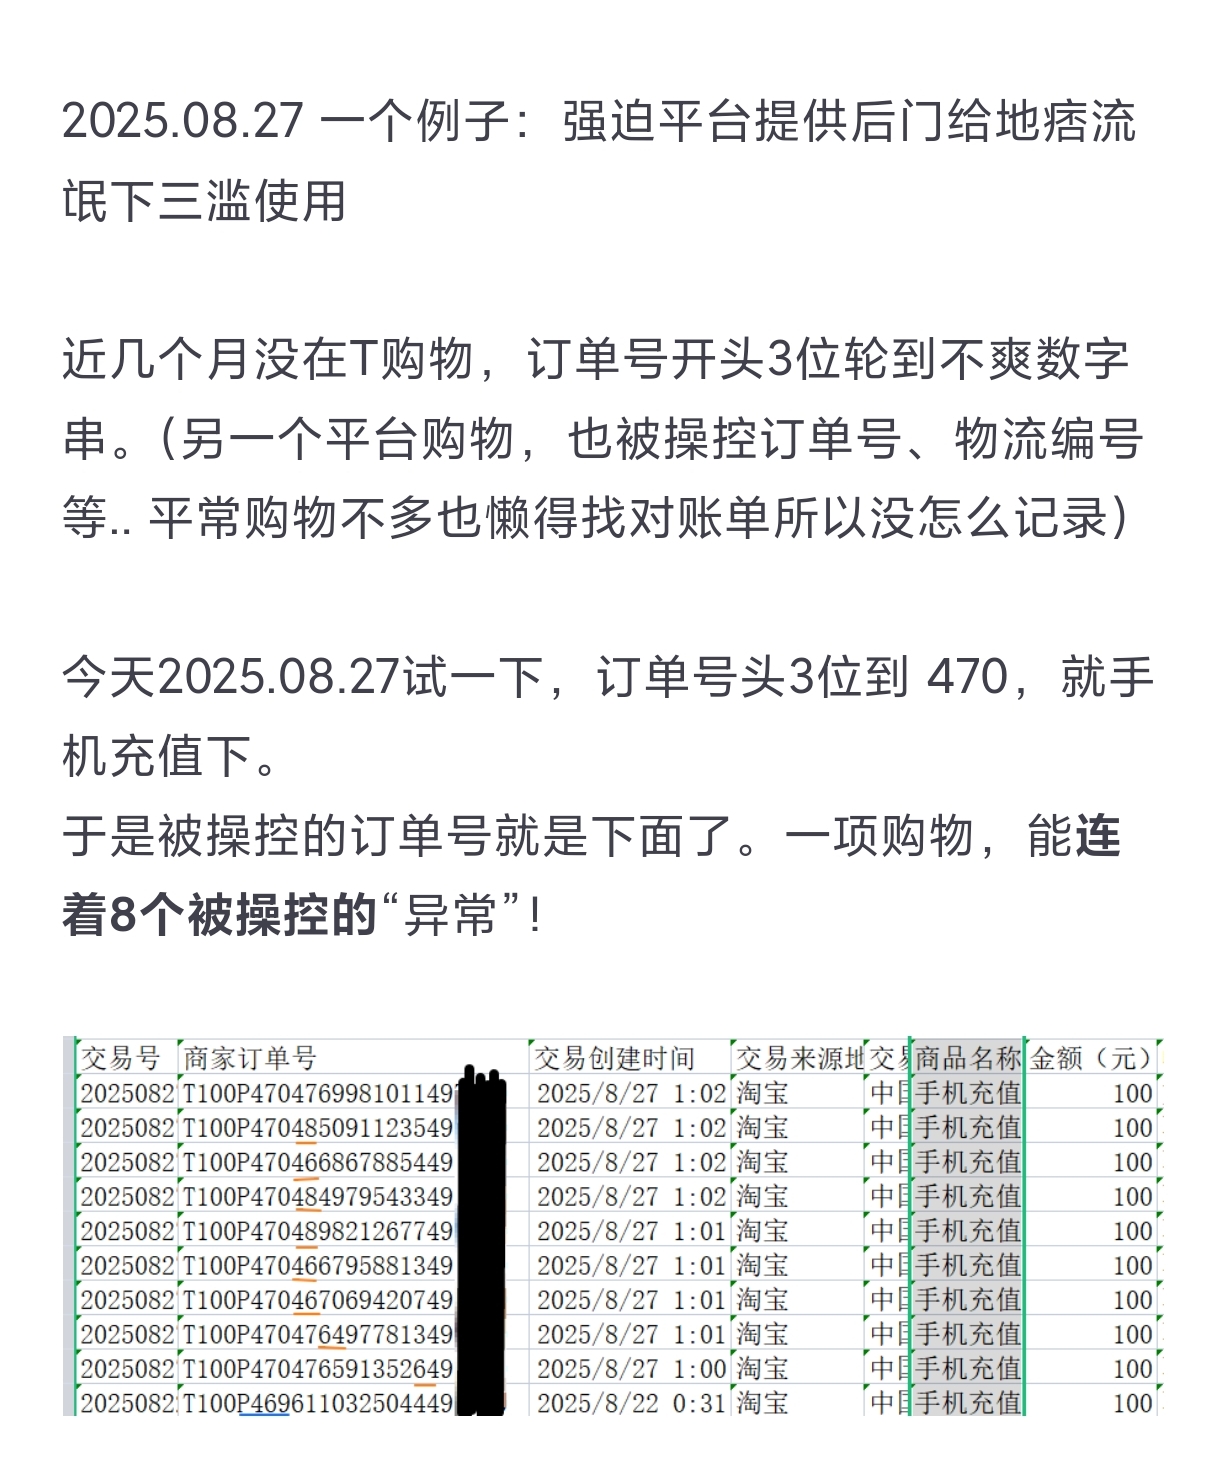 2025.08.27 一个例子：强迫平台提供后门给地痞流
氓下三滥使用
近几个月没在T购物，订单号开头3位轮到不爽数字
串。（另一个平台购物，也被操控订单号、物流编号
等.. 平常购物不多也懒得找对账单所以没怎么记录）
今天2025.08.27试一下，订单号头3位到 470，就手
机充值下。
于是被操控的订单号就是下面了。一项购物，能连
着8个被操控的“异常”！
交易号 商家订单号 交易创建时间 交易来源地 交易 商品名称 金额（元）
2025082 T100P470476998101149 2025/8/27 1:02 淘宝 中国 手机充值 100
2025082 T100P470485091123549 2025/8/27 1:02 淘宝 中国 手机充值 100
2025082 T100P470466867885449 2025/8/27 1:02 淘宝 中国 手机充值 100
2025082 T100P470484979543349 2025/8/27 1:02 淘宝 中国 手机充值 100
2025082 T100P470489821267749 2025/8/27 1:01 淘宝 中国 手机充值 100
2025082 T100P470466795881349 2025/8/27 1:01 淘宝 中国 手机充值 100
2025082 T100P470467069420749 2025/8/27 1:01 淘宝 中国 手机充值 100
2025082 T100P470476497781349 2025/8/27 1:01 淘宝 中国 手机充值 100
2025082 T100P470476591352649 2025/8/27 1:00 淘宝 中国 手机充值 100
2025082 T100P469611032504449 2025/8/22 0:31 淘宝 中国 手机充值 100